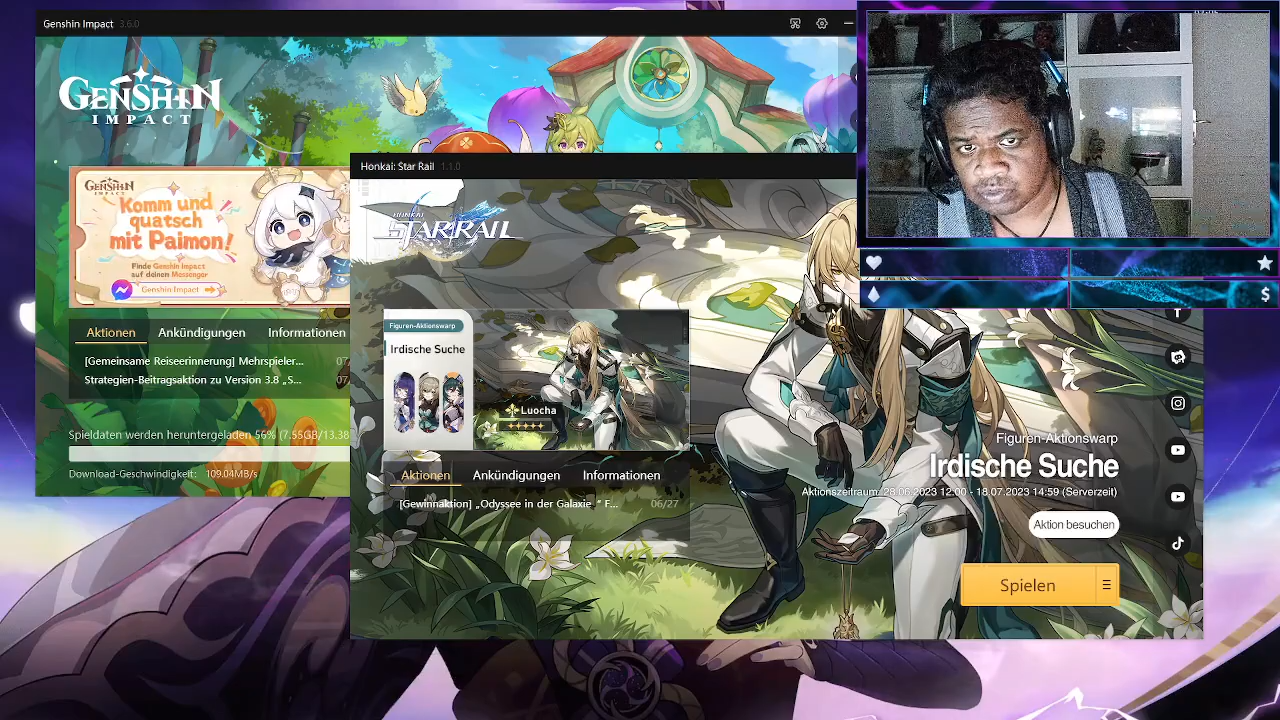 Genshin Impact 3.6.0
GENSHIN
IMPACT
GENSHIN
IMPACT
Komm und
quatsch
mit Paimon!
Finde Genshin Impact
auf deinem Messenger
Genshin Impact
Aktionen Ankündigungen Informationen
[Gemeinsame Reiseerinnerung] Mehrspieler... 07
Strategien-Beitragsaktion zu Version 3.8 „S... 07
Spieldaten werden heruntergeladen 56% (7.55GB/13.38
Download-Geschwindigkeit: 109.04MB/s
Honkai: Star Rail 1.1.0
HONKAI
STAR RAIL
Figuren-Aktionswarp
Irdische Suche
Luocha
Aktionen Ankündigungen Informationen
[Gewinnaktion] „Odyssee in der Galaxie “ F... 06/27
Figuren-Aktionswarp
Irdische Suche
Aktionszeitraum: 28.06.2023 12:00 - 18.07.2023 14:59 (Serverzeit)
Aktion besuchen
Spielen
$